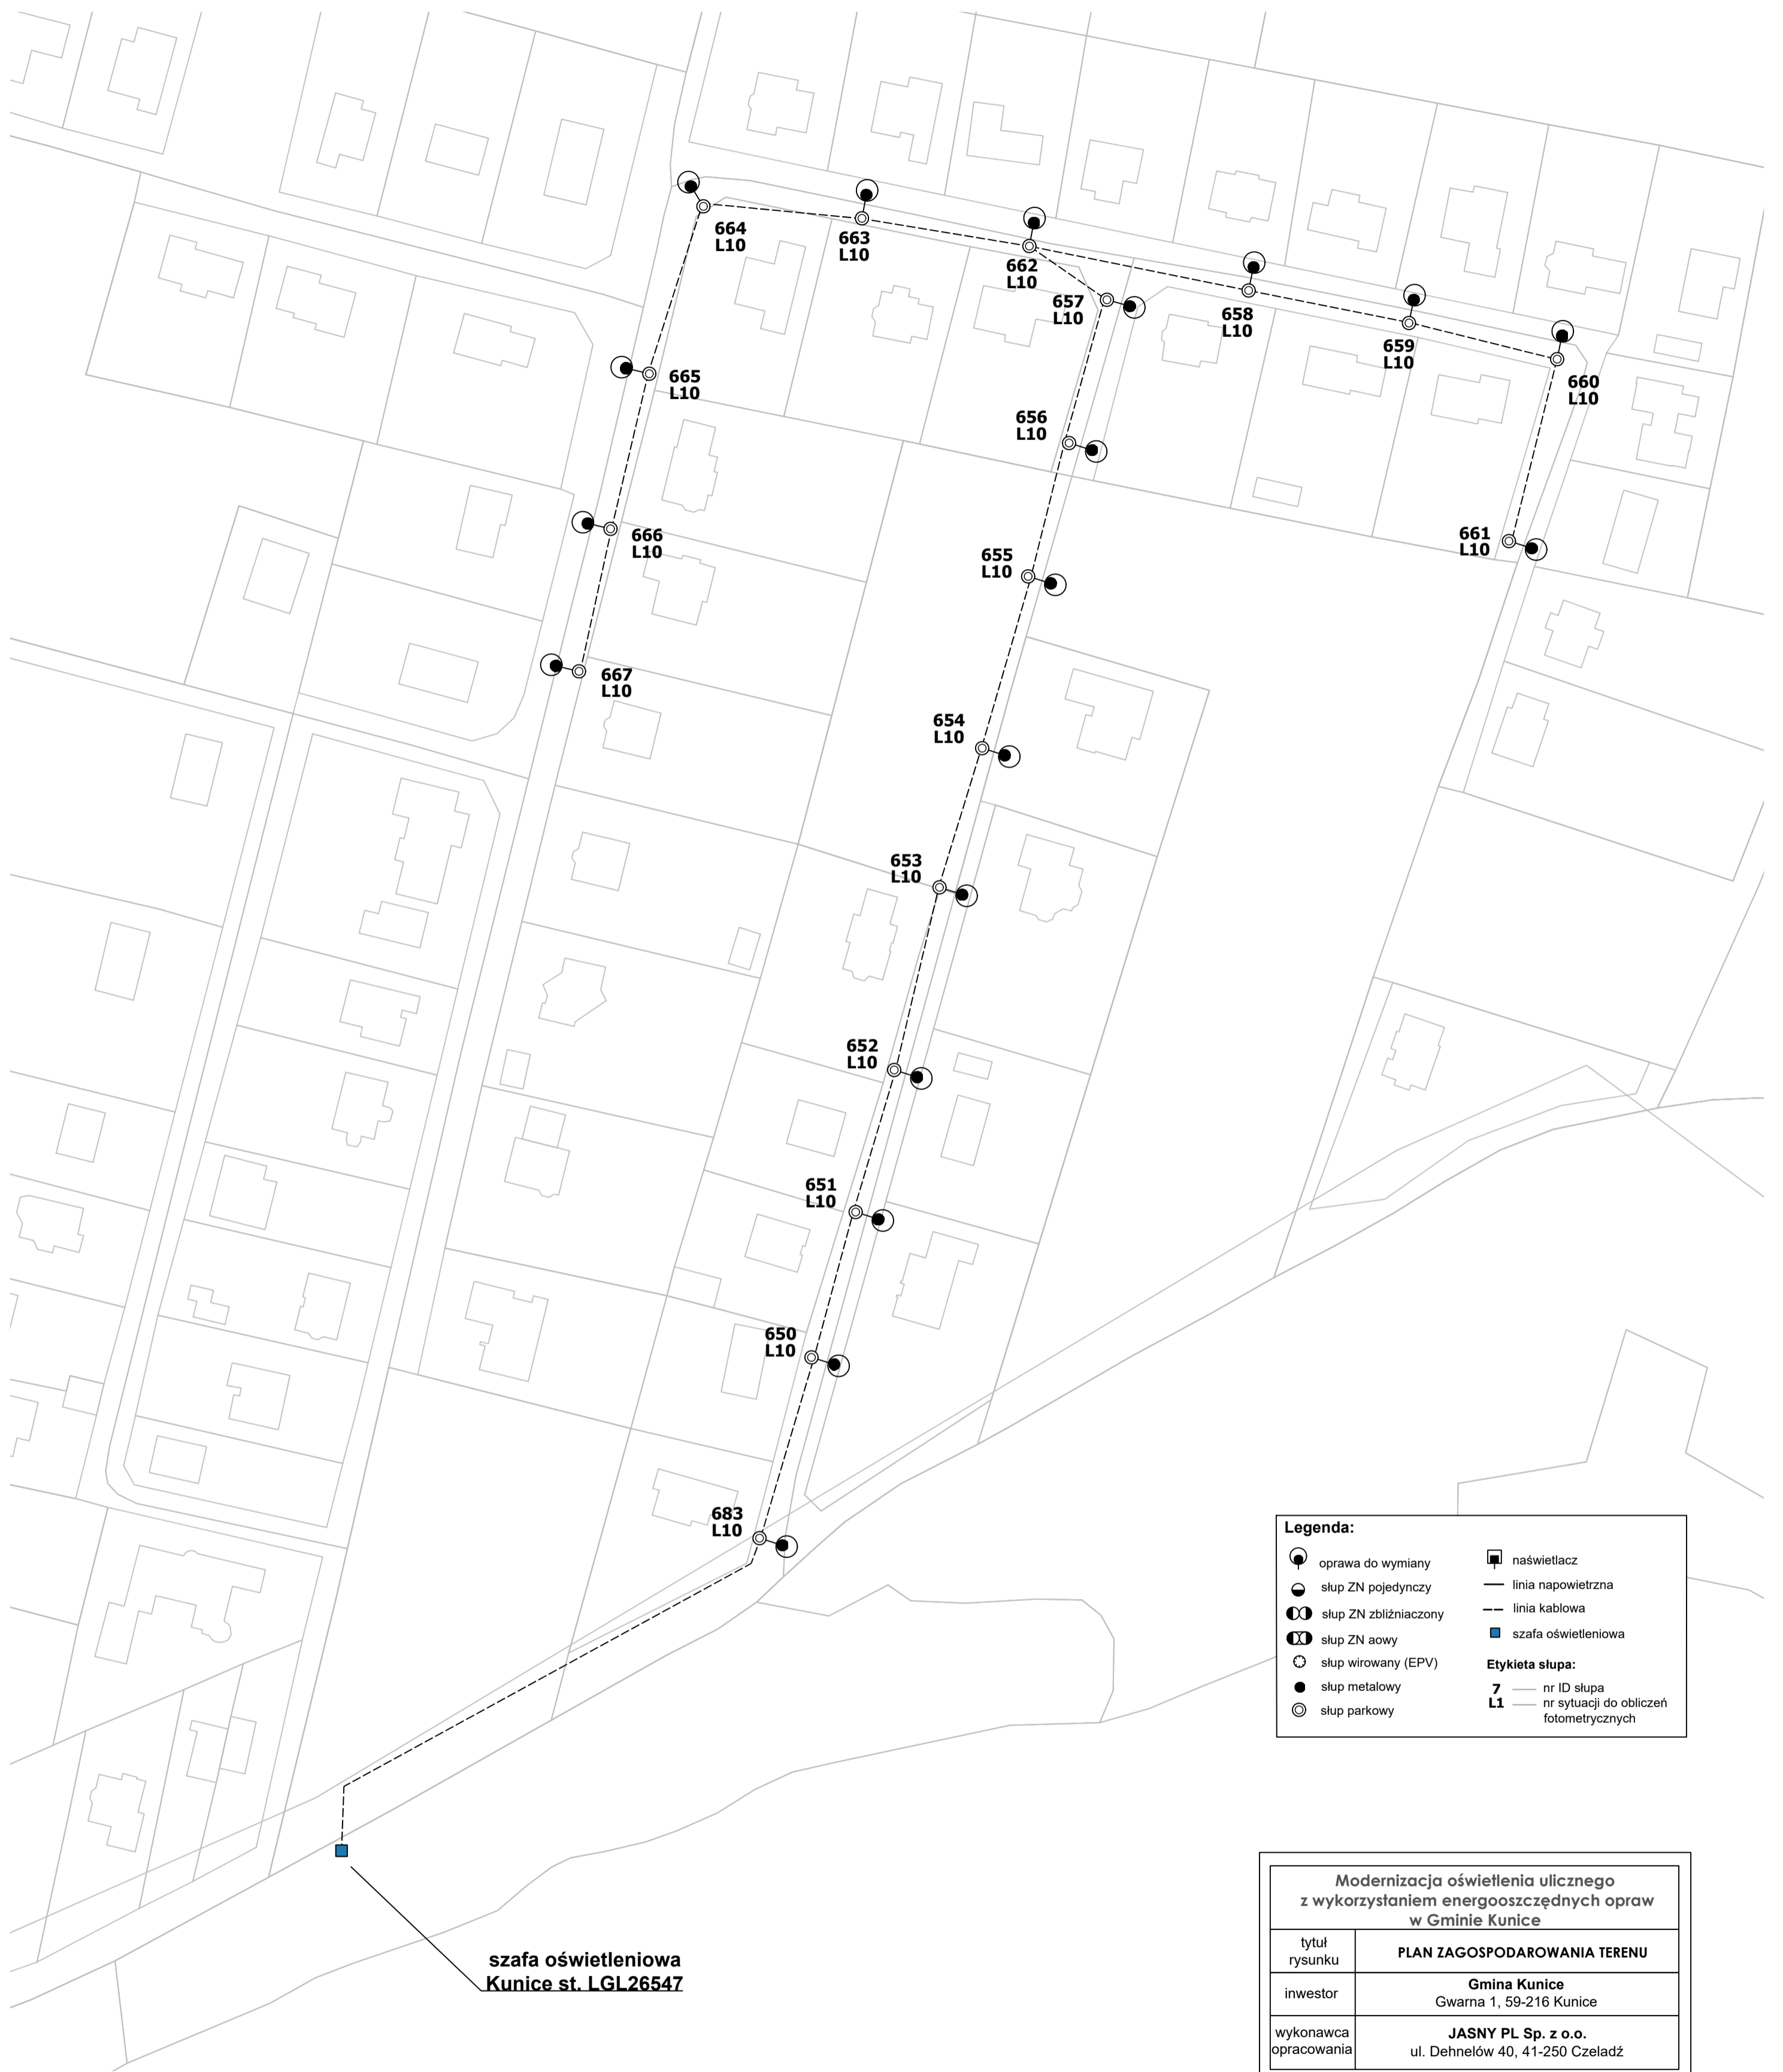 664
L10
663
L10
662
L10
657
L10
658
L10
659
L10
660
L10
665
L10
656
L10
666
L10
661
L10
655
L10
667
L10
654
L10
653
L10
652
L10
651
L10
650
L10
683
L10
szafa oświetleniowa
Kunice st. LGL26547
Legenda:
oprawa do wymiany
słup ZN pojedynczy
słup ZN zbliźniaczony
słup ZN aowy
słup wirowany (EPV)
słup metalowy
słup parkowy
naświetlacz
linia napowietrzna
linia kablowa
szafa oświetleniowa
Etykieta słupa:
7 nr ID słupa
L1 nr sytuacji do obliczeń
fotometrycznych
Modernizacja oświetlenia ulicznego
z wykorzystaniem energooszczędnych opraw
w Gminie Kunice
tytuł
rysunku
PLAN ZAGOSPODAROWANIA TERENU
inwestor
Gmina Kunice
Gwarna 1, 59-216 Kunice
wykonawca
opracowania
JASNY PL Sp. z o.o.
ul. Dehnelów 40, 41-250 Czeladź